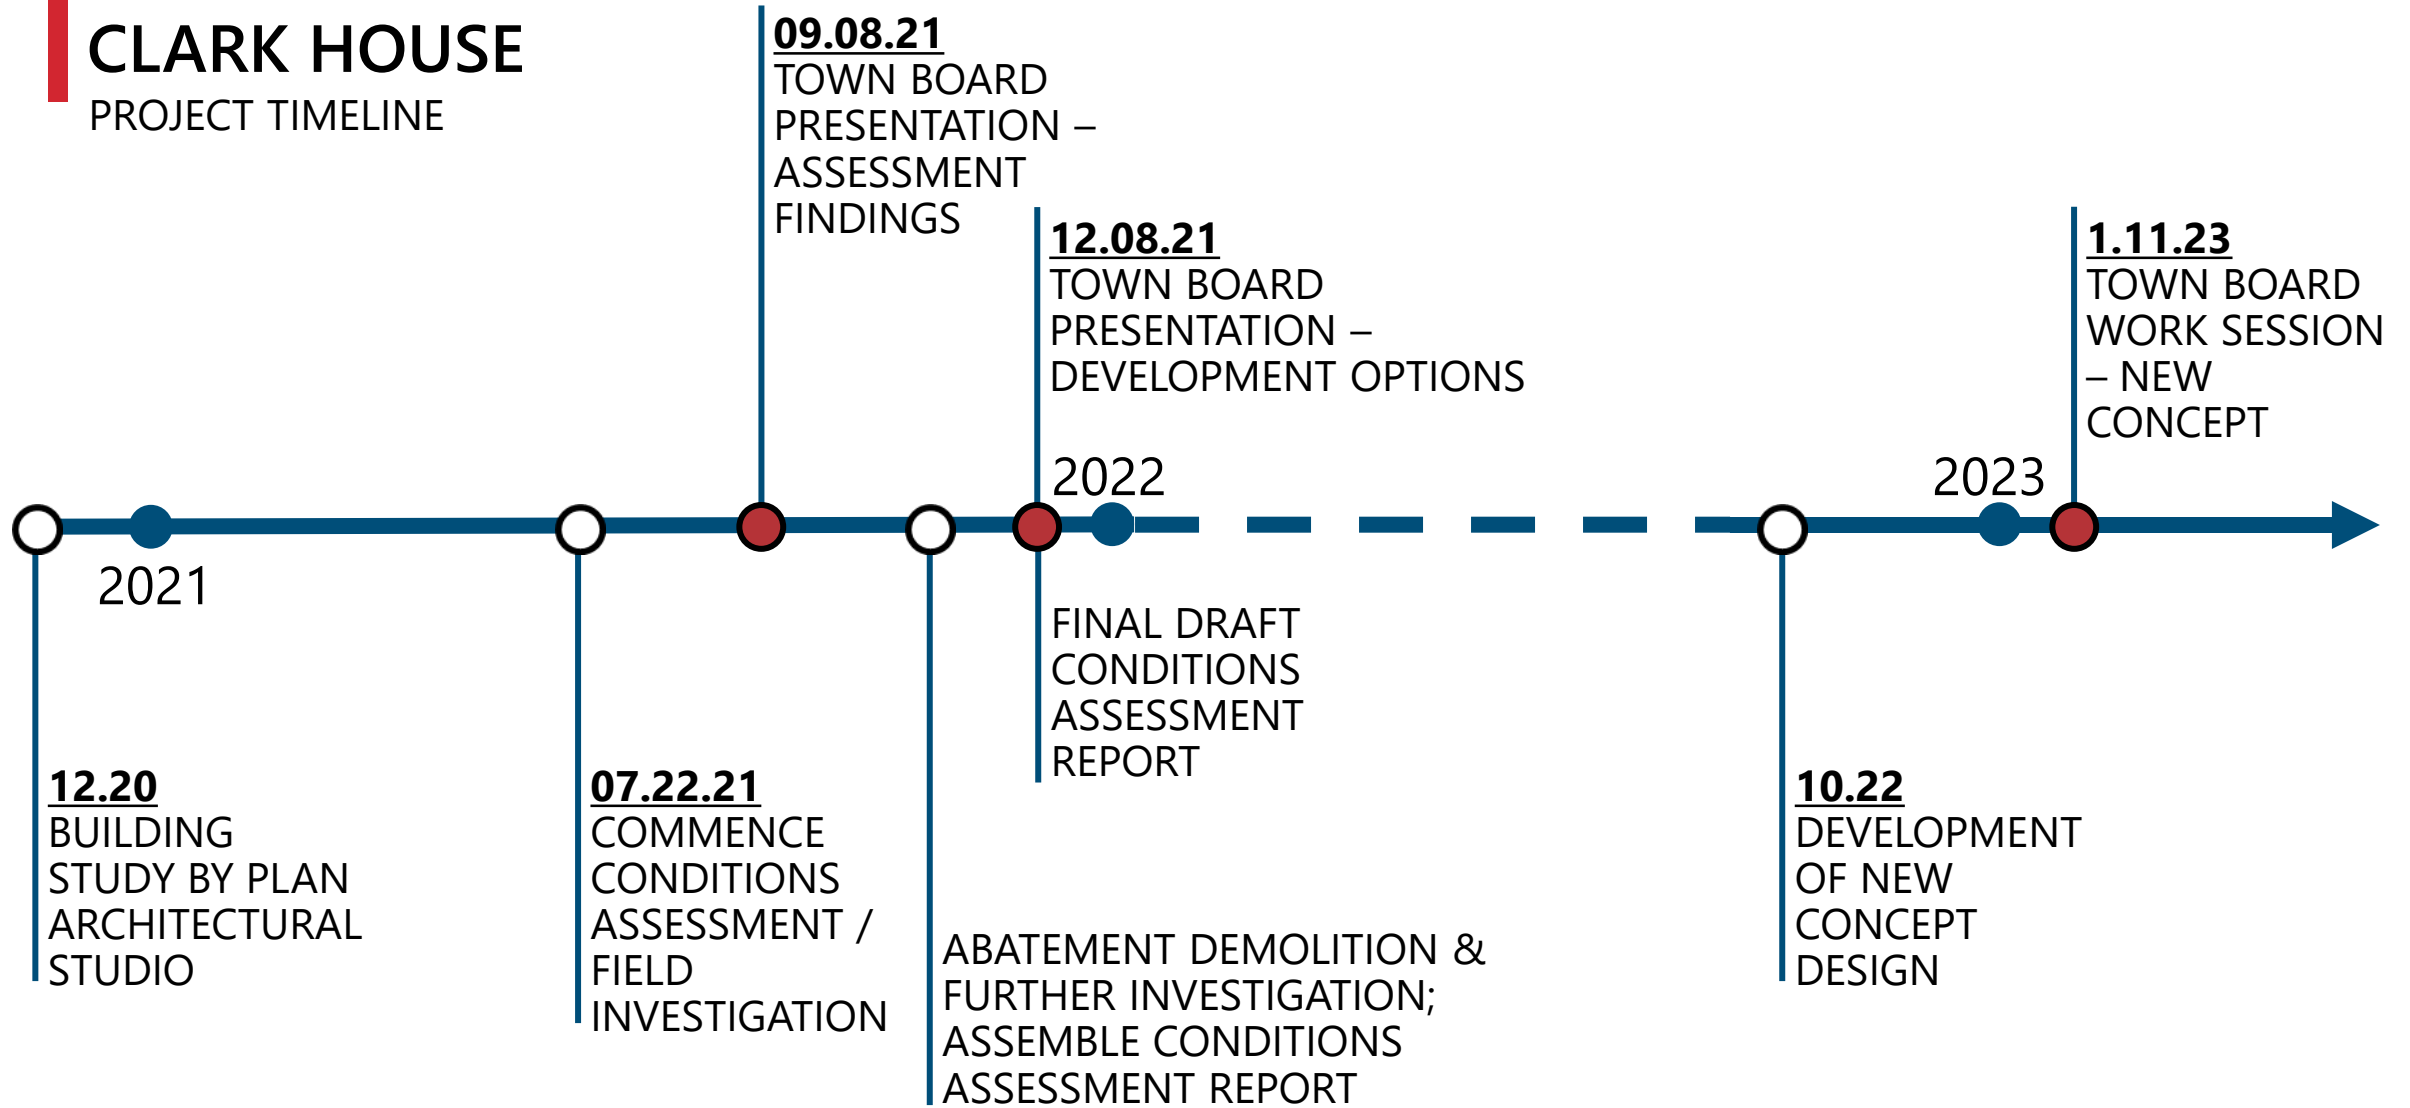 CLARK HOUSE
PROJECT TIMELINE
09.08.21
TOWN BOARD
PRESENTATION –
ASSESSMENT
FINDINGS
12.08.21
TOWN BOARD
PRESENTATION –
DEVELOPMENT OPTIONS
1.11.23
TOWN BOARD
WORK SESSION
– NEW
CONCEPT
2021
2022
2023
FINAL DRAFT
CONDITIONS
ASSESSMENT
REPORT
12.20
BUILDING
STUDY BY PLAN
ARCHITECTURAL
STUDIO
07.22.21
COMMENCE
CONDITIONS
ASSESSMENT /
FIELD
INVESTIGATION
ABATEMENT DEMOLITION &
FURTHER INVESTIGATION;
ASSEMBLE CONDITIONS
ASSESSMENT REPORT
10.22
DEVELOPMENT
OF NEW
CONCEPT
DESIGN